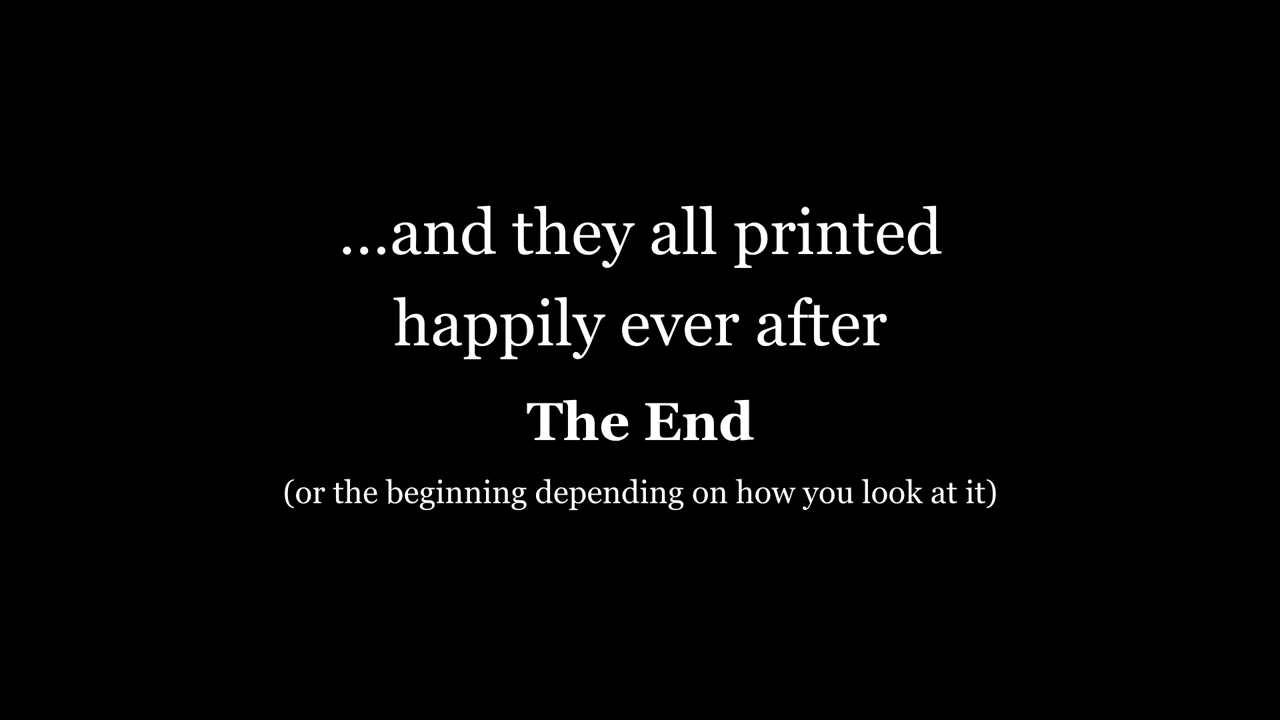 ...and they all printed
happily ever after
The End
(or the beginning depending on how you look at it)